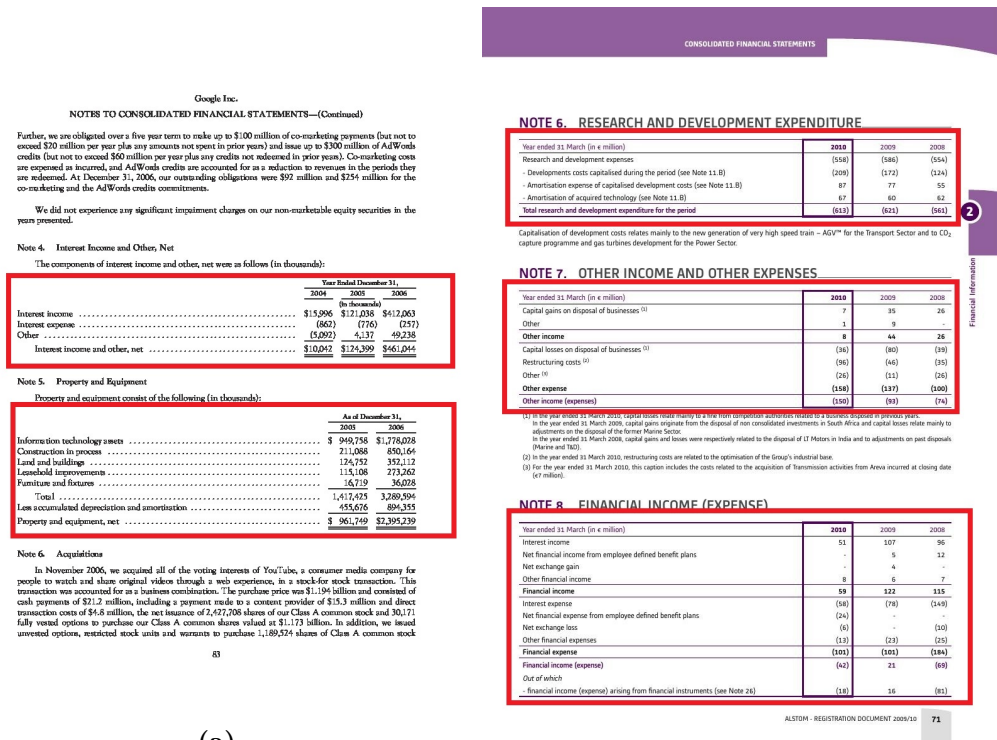 Google Inc.
NOTES TO CONSOLIDATED FINANCIAL STATEMENTS—(Continued)
Further, we are obligated over a five year term to make up to $100 million of co-marketing payments (but not to
exceed $20 million per year plus any amounts not spent in prior years) and issue up to $300 million of AdWords
credits (but not to exceed $60 million per year plus any credits not redeemed in prior years). Co-marketing costs
are expensed as incurred, and AdWords credits are accounted for as a reduction to revenues in the periods they
are redeemed. At December 31, 2006, our outstanding obligations were $92 million and $254 million for the
co-marketing and the AdWords credits commitments.
We did not experience any significant impairment charges on our non-marketable equity securities in the
years presented.
Note 4. Interest Income and Other, Net
The components of interest income and other, net were as follows (in thousands):
Year Ended December 31,
2004 2005 2006
(in thousands)
Interest income $15,996 $121,038 $412,063
Interest expense (862) (776) (257)
Other (5,092) 4,137 49,238
Interest income and other, net $10,042 $124,399 $461,044
Note 5. Property and Equipment
Property and equipment consist of the following (in thousands):
As of December 31,
2005 2006
Information technology assets $ 949,758 $1,778,028
Construction in process 211,088 850,164
Land and buildings 124,752 352,112
Leasehold improvements 115,108 273,262
Furniture and fixtures 16,719 36,028
Total 1,417,425 3,289,594
Less accumulated depreciation and amortization 455,676 894,355
Property and equipment, net $ 961,749 $2,395,239
Note 6. Acquisitions
In November 2006, we acquired all of the voting interests of YouTube, a consumer media company for
people to watch and share original videos through a web experience, in a stock-for stock transaction. This
transaction was accounted for as a business combination. The purchase price was $1.194 billion and consisted of
cash payments of $21.2 million, including a payment made to a content provider of $15.3 million and direct
transaction costs of $4.8 million, the net issuance of 2,427,708 shares of our Class A common stock and 30,171
fully vested options to purchase our Class A common shares valued at $1.173 billion. In addition, we issued
unvested options, restricted stock units and warrants to purchase 1,189,524 shares of Class A common stock
83
CONSOLIDATED FINANCIAL STATEMENTS
NOTE 6. RESEARCH AND DEVELOPMENT EXPENDITURE
Year ended 31 March (in € million) 2010 2009 2008
Research and development expenses (558) (586) (554)
- Developments costs capitalised during the period (see Note 11.B) (209) (172) (124)
- Amortisation expense of capitalised development costs (see Note 11.B) 87 77 55
- Amortisation of acquired technology (see Note 11.B) 67 60 62
Total research and development expenditure for the period (613) (621) (561)
Capitalisation of development costs relates mainly to the new generation of very high speed train – AGV™ for the Transport Sector and to CO₂
capture programme and gas turbines development for the Power Sector.
2
Financial Information
NOTE 7. OTHER INCOME AND OTHER EXPENSES
Year ended 31 March (in € million) 2010 2009 2008
Capital gains on disposal of businesses (1) 7 35 26
Other 1 9 -
Other income 8 44 26
Capital losses on disposal of businesses (1) (36) (80) (39)
Restructuring costs (2) (96) (46) (35)
Other (3) (26) (11) (26)
Other expense (158) (137) (100)
Other income (expenses) (150) (93) (74)
(1) In the year ended 31 March 2010, capital losses relate mainly to a fine from competition authorities related to a business disposed in previous years.
In the year ended 31 March 2009, capital gains originate from the disposal of non consolidated investments in South Africa and capital losses relate mainly to
adjustments on the disposal of the former Marine Sector.
In the year ended 31 March 2008, capital gains and losses were respectively related to the disposal of LT Motors in India and to adjustments on past disposals
(Marine and T&D).
(2) In the year ended 31 March 2010, restructuring costs are related to the optimisation of the Group's industrial base.
(3) For the year ended 31 March 2010, this caption includes the costs related to the acquisition of Transmission activities from Areva incurred at closing date
(€7 million).
NOTE 8. FINANCIAL INCOME (EXPENSE)
Year ended 31 March (in € million) 2010 2009 2008
Interest income 51 107 96
Net financial income from employee defined benefit plans - 5 12
Net exchange gain - 4 -
Other financial income 8 6 7
Financial income 59 122 115
Interest expense (58) (78) (149)
Net financial expense from employee defined benefit plans (24) - -
Net exchange loss (6) - (10)
Other financial expenses (13) (23) (25)
Financial expense (101) (101) (184)
Financial income (expense) (42) 21 (69)
Out of which
- financial income (expense) arising from financial instruments (see Note 26) (18) 16 (81)
ALSTOM - REGISTRATION DOCUMENT 2009/10 71